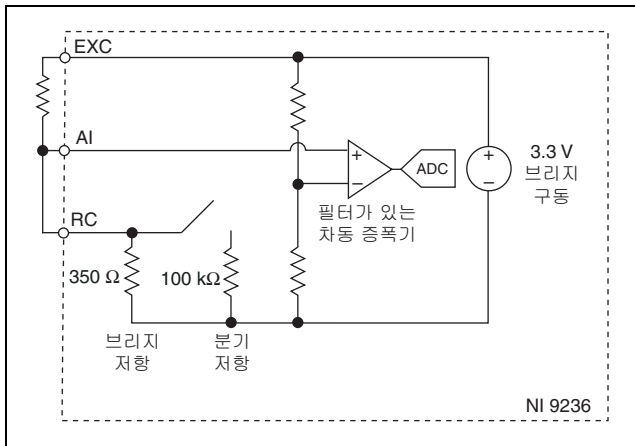 EXC
AI
+
−
ADC
+
−
3.3 V
브리지
구동
필터가 있는
차동 증폭기
RC
350 Ω
100 kΩ
브리지
저항
분기
저항
NI 9236